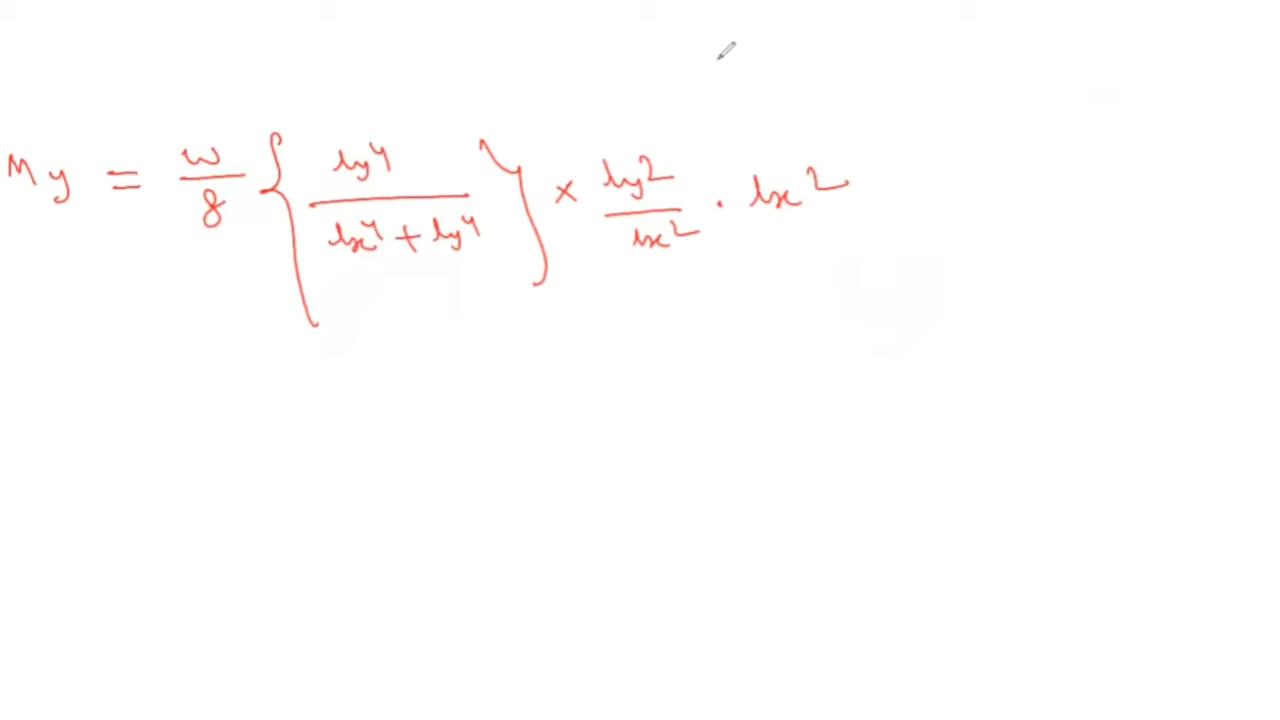 My = w/8 { ly⁴ / (lx⁴ + ly⁴) } × ly²/lx² . lx²